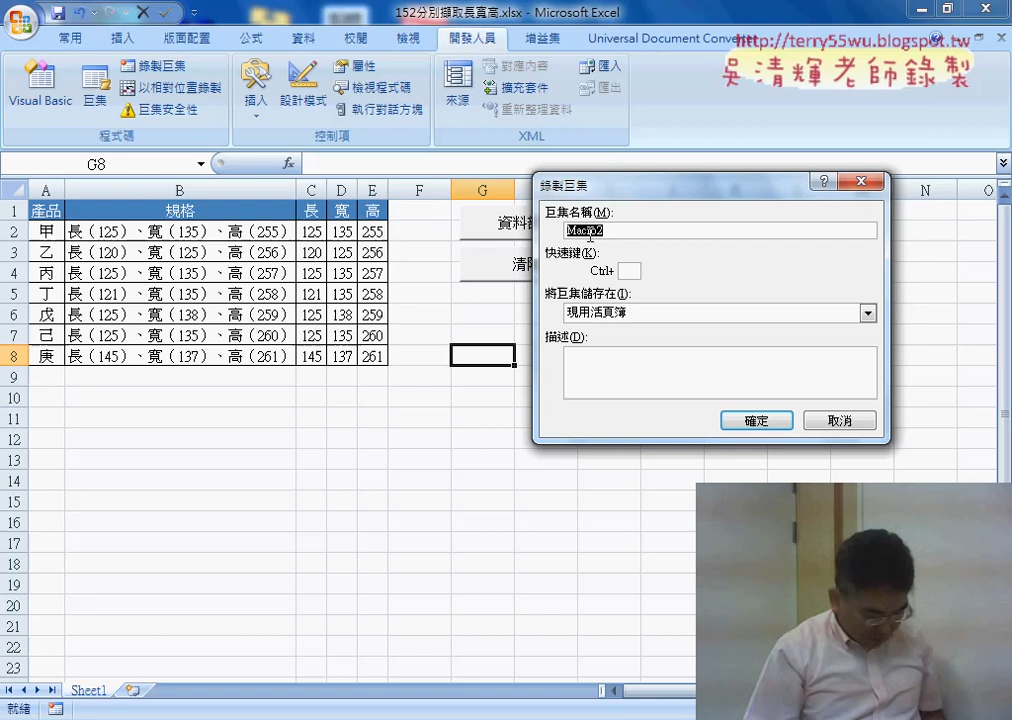 152分別擷取長寬高.xlsx - Microsoft Excel
常用 插入 版面配置 公式 資料 校閱 檢視 開發人員 增益集 Universal Document Conve
http://terry55wu.blogspot.tw
吳清輝老師錄製
Visual Basic 巨集 錄製巨集 以相對位置錄製 巨集安全性
程式碼
插入 設計模式 屬性 檢視程式碼 執行對話方塊
控制項
來源 對應內容 擴充套件 重新整理資料 匯入 匯出
XML
G8 fx
A B C D E F G N O
1 產品 規格 長 寬 高
2 甲 長（125）、寬（135）、高（255） 125 135 255
3 乙 長（120）、寬（125）、高（256） 120 125 256
4 丙 長（125）、寬（135）、高（257） 125 135 257
5 丁 長（121）、寬（135）、高（258） 121 135 258
6 戊 長（125）、寬（138）、高（259） 125 138 259
7 己 長（125）、寬（135）、高（260） 125 135 260
8 庚 長（145）、寬（137）、高（261） 145 137 261
9
10
11
12
13
14
15
16
17
18
19
20
21
22
23
資料
清除
錄製巨集
巨集名稱(M):
Macro2
快速鍵(K):
Ctrl+
將巨集儲存在(I):
現用活頁簿
描述(D):
確定 取消
Sheet1
就緒